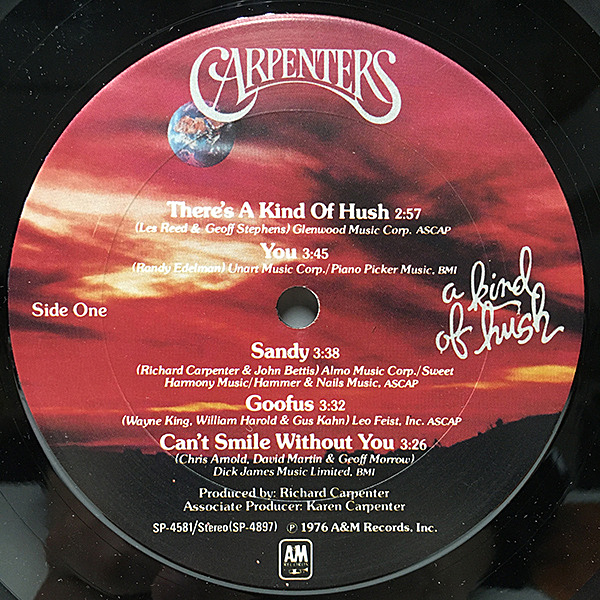 CARPENTERS
There's A Kind Of Hush 2:57
(Les Reed & Geoff Stephens) Glenwood Music Corp. ASCAP
You 3:45
(Randy Edelman) Unart Music Corp./Piano Picker Music, BMI
Side One
a kind
of hush
Sandy 3:38
(Richard Carpenter & John Bettis) Almo Music Corp./Sweet
Harmony Music/Hammer & Nails Music, ASCAP
Goofus 3:32
(Wayne King, William Harold & Gus Kahn) Leo Feist, Inc. ASCAP
Can't Smile Without You 3:26
(Chris Arnold, David Martin & Geoff Morrow)
Dick James Music Limited, BMI
Produced by: Richard Carpenter
Associate Producer: Karen Carpenter
SP-4581/Stereo(SP-4897) ℗ 1976 A&M Records, Inc.
AM
RECORDS